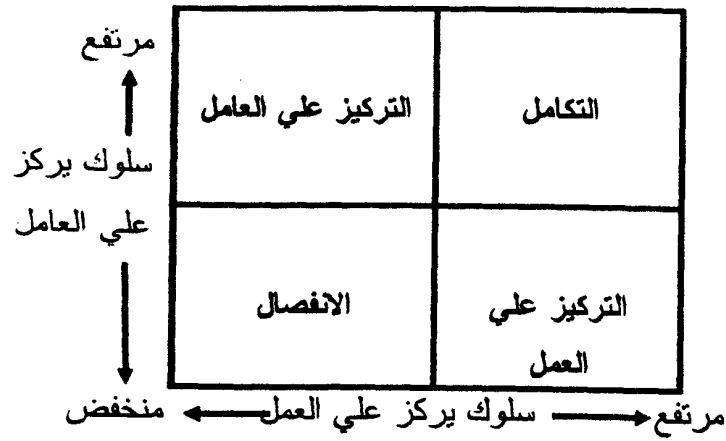 مرتفع
التركيز علي العامل
التكامل
سلوك يركز
علي العامل
الانفصال
التركيز علي
العمل
مرتفع
سلوك يركز علي العمل
منخفض